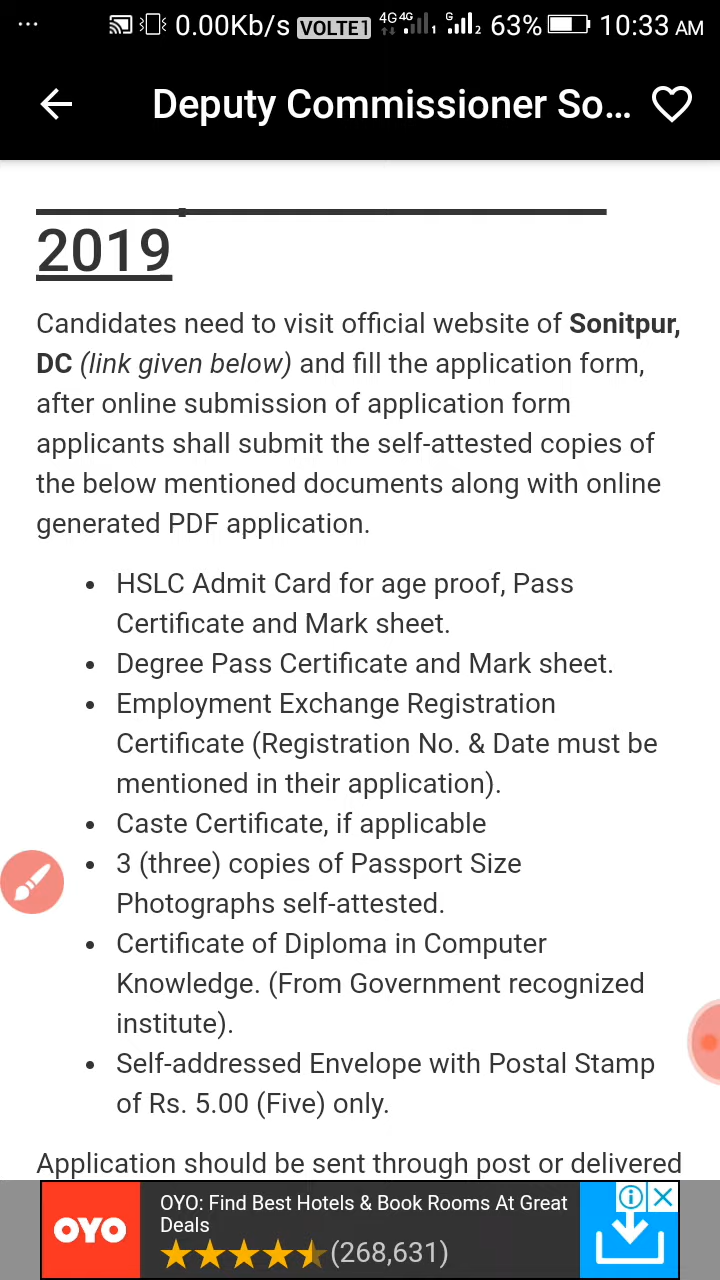 ... 0.00Kb/s VOLTE1 4G 4G 1 G 2 63% 10:33 AM
Deputy Commissioner So...
2019
Candidates need to visit official website of Sonitpur,
DC (link given below) and fill the application form,
after online submission of application form
applicants shall submit the self-attested copies of
the below mentioned documents along with online
generated PDF application.
• HSLC Admit Card for age proof, Pass
Certificate and Mark sheet.
• Degree Pass Certificate and Mark sheet.
• Employment Exchange Registration
Certificate (Registration No. & Date must be
mentioned in their application).
• Caste Certificate, if applicable
• 3 (three) copies of Passport Size
Photographs self-attested.
• Certificate of Diploma in Computer
Knowledge. (From Government recognized
institute).
• Self-addressed Envelope with Postal Stamp
of Rs. 5.00 (Five) only.
Application should be sent through post or delivered
OYO
OYO: Find Best Hotels & Book Rooms At Great
Deals
(268,631)